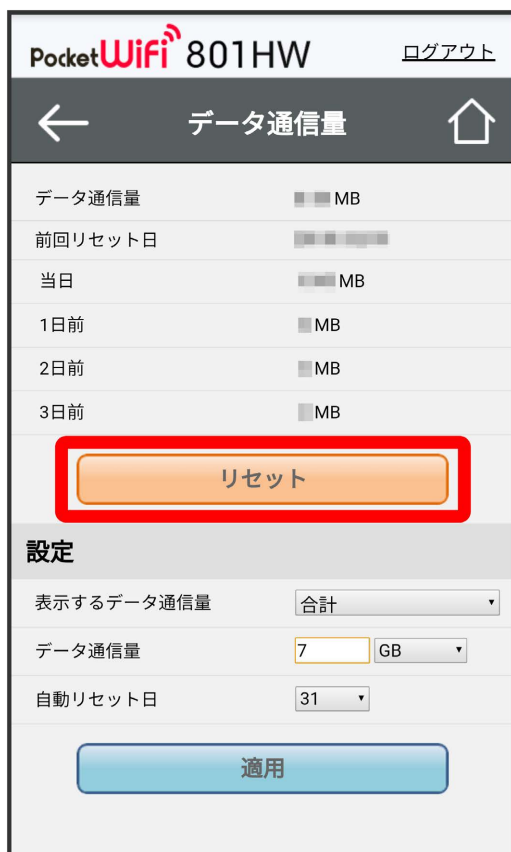 PocketWiFi 801HW ログアウト
データ通信量
データ通信量 MB
前回リセット日
当日 MB
1日前 MB
2日前 MB
3日前 MB
リセット
設定
表示するデータ通信量 合計
データ通信量 7 GB
自動リセット日 31
適用